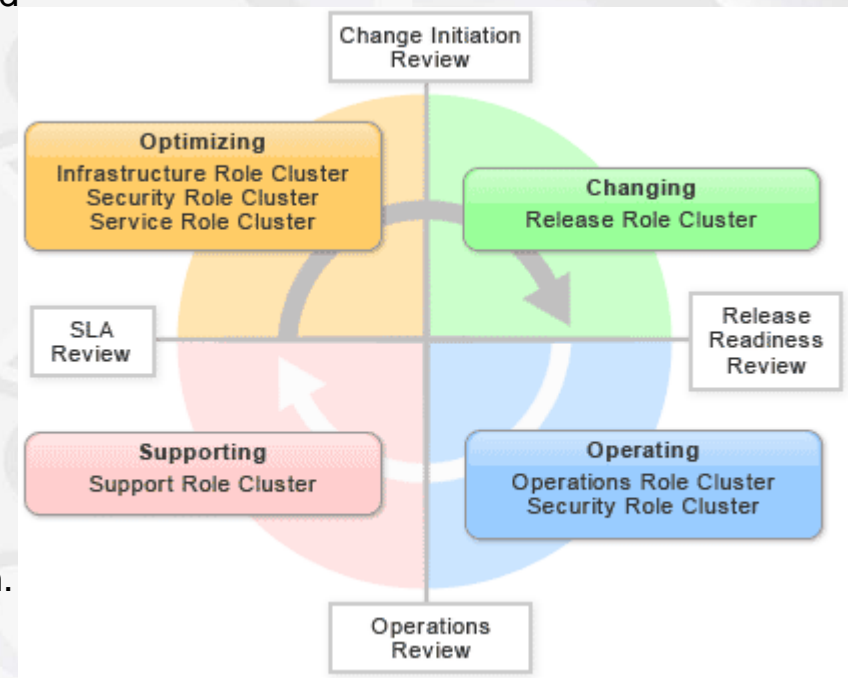 d
Change Initiation
Review
Optimizing
Infrastructure Role Cluster
Security Role Cluster
Service Role Cluster
Changing
Release Role Cluster
SLA
Review
Release
Readiness
Review
Supporting
Support Role Cluster
Operating
Operations Role Cluster
Security Role Cluster
n.
Operations
Review